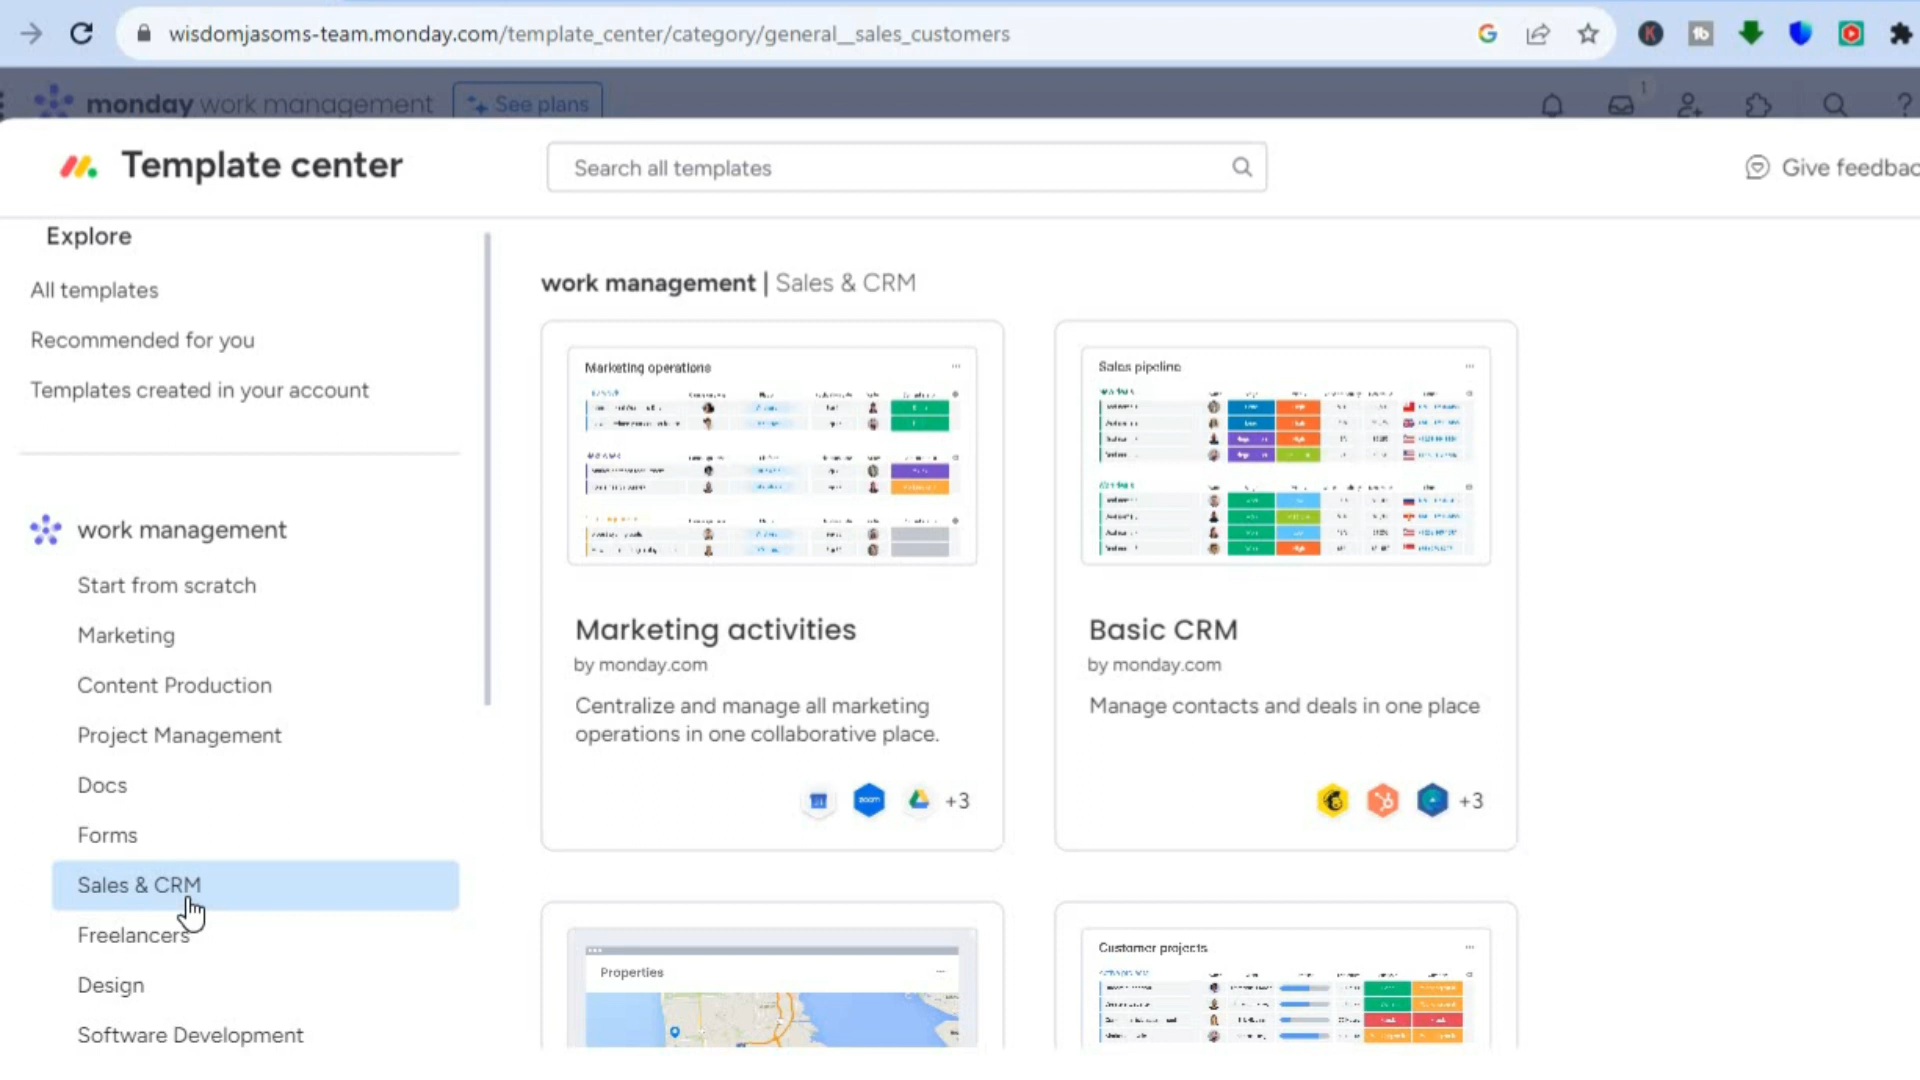 wisdomjasoms-team.monday.com/template_center/category/general__sales_customers
monday work management
See plans
1
Template center
Search all templates
Give feedbac
Explore
All templates
Recommended for you
Templates created in your account
work management
Start from scratch
Marketing
Content Production
Project Management
Docs
Forms
Sales & CRM
Freelancers
Design
Software Development
work management | Sales & CRM
Marketing operations
Marketing activities
by monday.com
Centralize and manage all marketing
operations in one collaborative place.
zoom
+3
Sales pipeline
Basic CRM
by monday.com
Manage contacts and deals in one place
+3
Properties
Customer projects